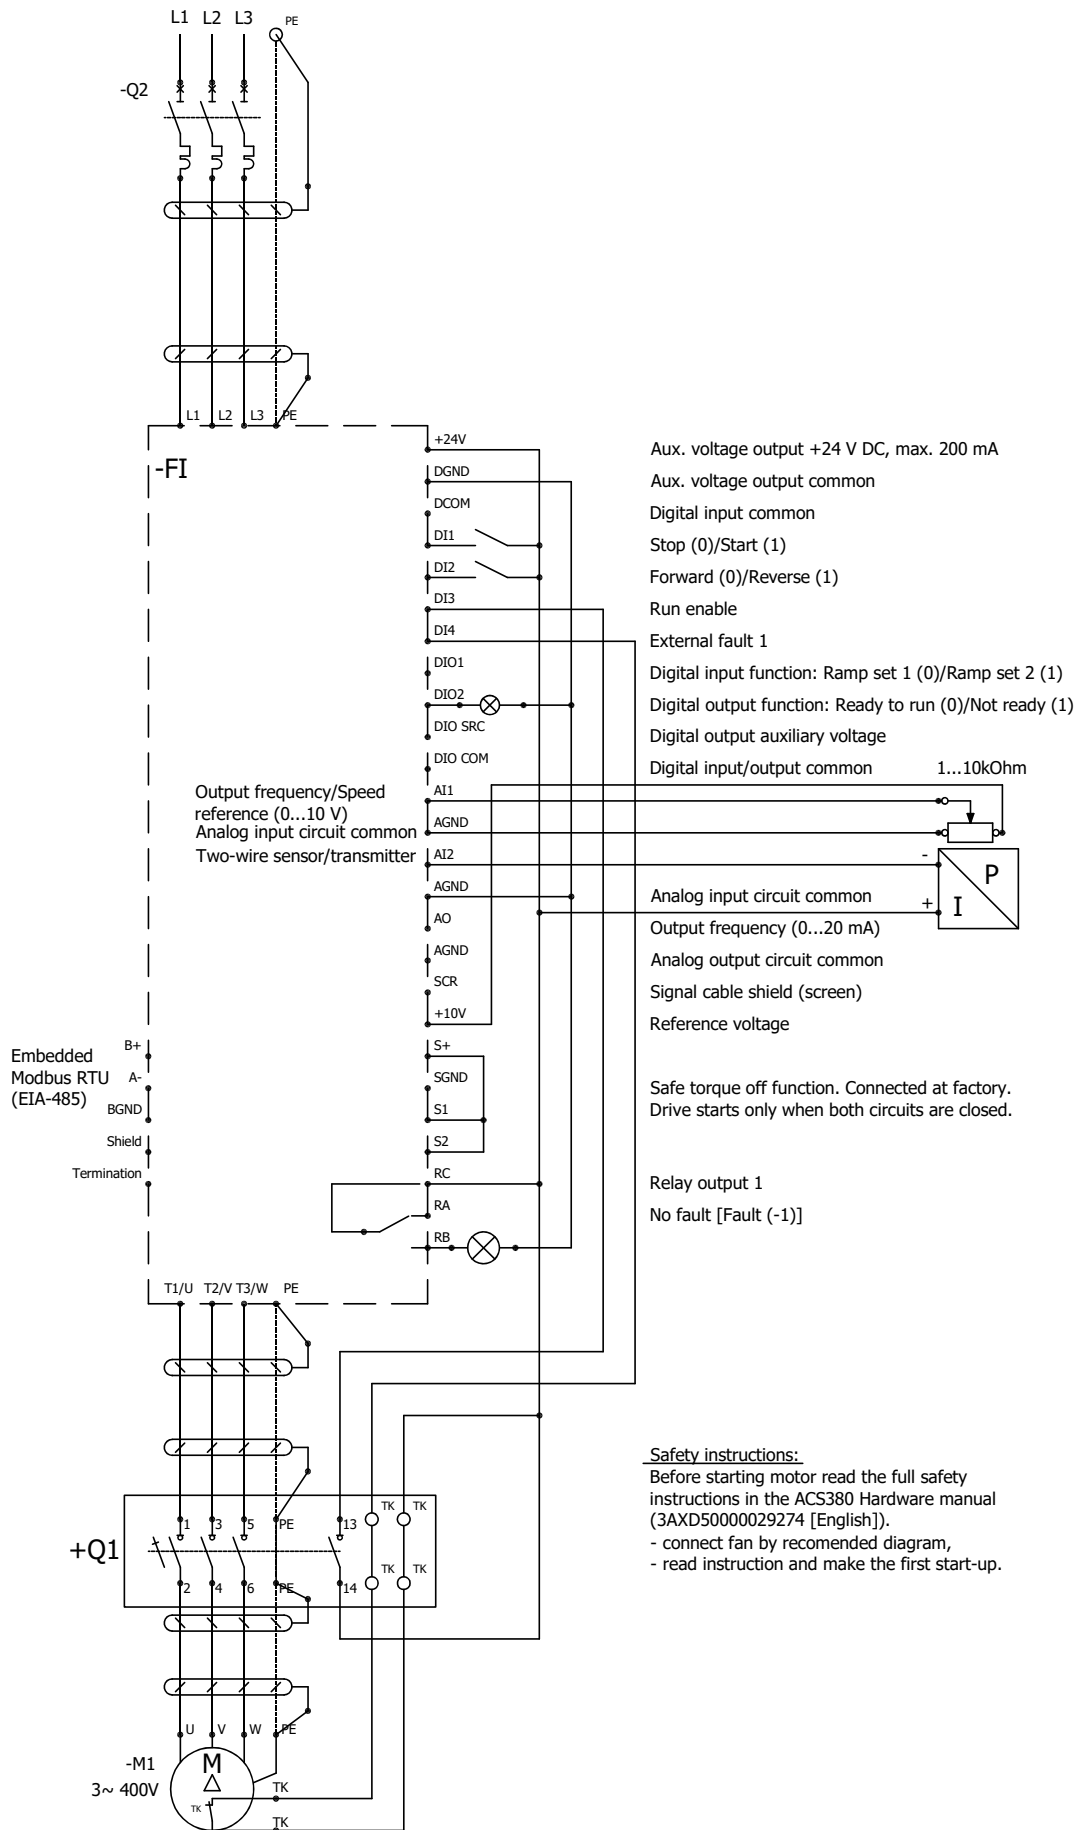 L1 L2 L3 PE
-Q2
L1 L2 L3 PE
-FI
+24V
Aux. voltage output +24 V DC, max. 200 mA
DGND
Aux. voltage output common
DCOM
Digital input common
DI1
Stop (0)/Start (1)
DI2
Forward (0)/Reverse (1)
DI3
Run enable
DI4
External fault 1
DIO1
Digital input function: Ramp set 1 (0)/Ramp set 2 (1)
DIO2
Digital output function: Ready to run (0)/Not ready (1)
DIO SRC
Digital output auxiliary voltage
DIO COM
Digital input/output common
1...10kOhm
Output frequency/Speed
reference (0...10 V)
AI1
Analog input circuit common
AGND
Two-wire sensor/transmitter
AI2
-
P
AGND
Analog input circuit common
+
I
AO
Output frequency (0...20 mA)
AGND
Analog output circuit common
SCR
Signal cable shield (screen)
+10V
Reference voltage
Embedded
Modbus RTU
(EIA-485)
B+
A-
BGND
Shield
Termination
S+
SGND
S1
S2
Safe torque off function. Connected at factory.
Drive starts only when both circuits are closed.
RC
Relay output 1
RA
No fault [Fault (-1)]
RB
T1/U T2/V T3/W PE
Safety instructions:
Before starting motor read the full safety
instructions in the ACS380 Hardware manual
(3AXD50000029274 [English]).
- connect fan by recomended diagram,
- read instruction and make the first start-up.
+Q1
1 3 5 PE 13 TK TK
2 4 6 PE 14 TK TK
U V W PE
-M1
3~ 400V
M
TK
TK
TK